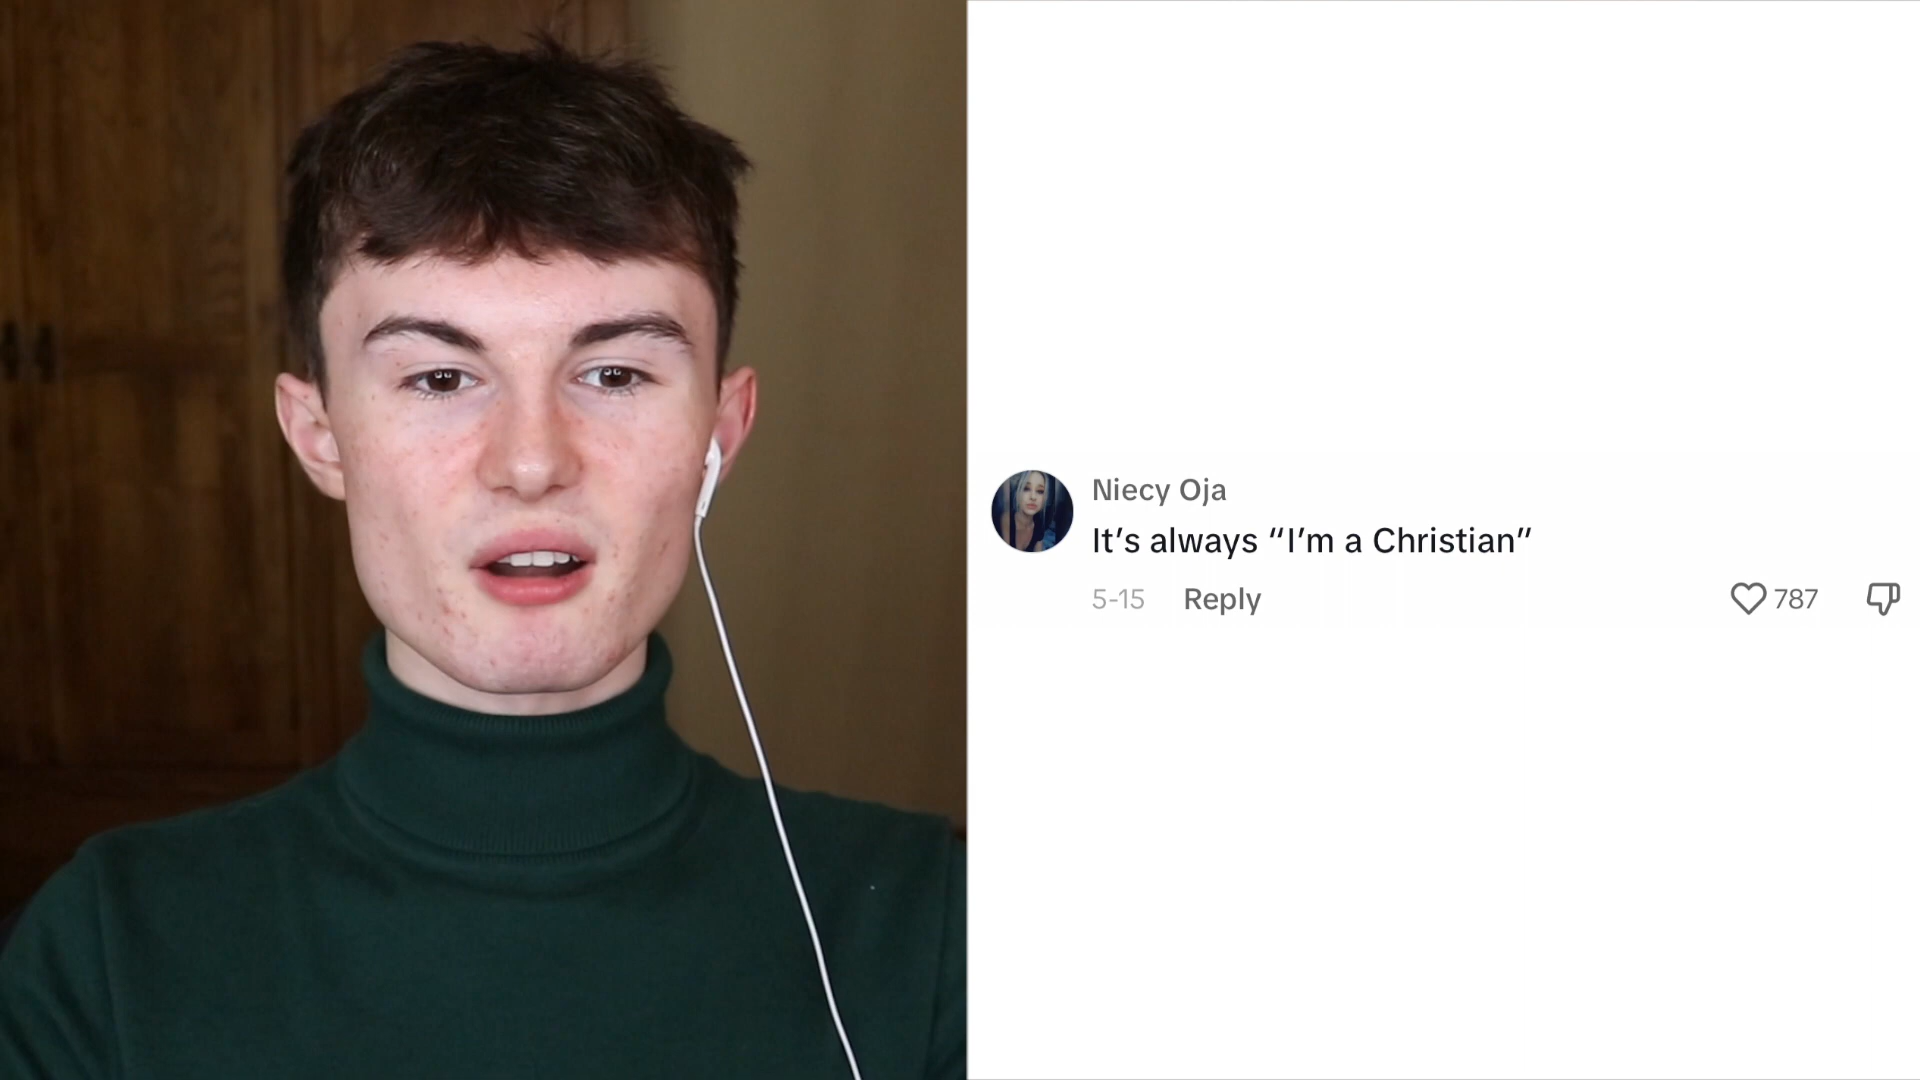 Niecy Oja
It’s always “I’m a Christian”
5-15 Reply 787